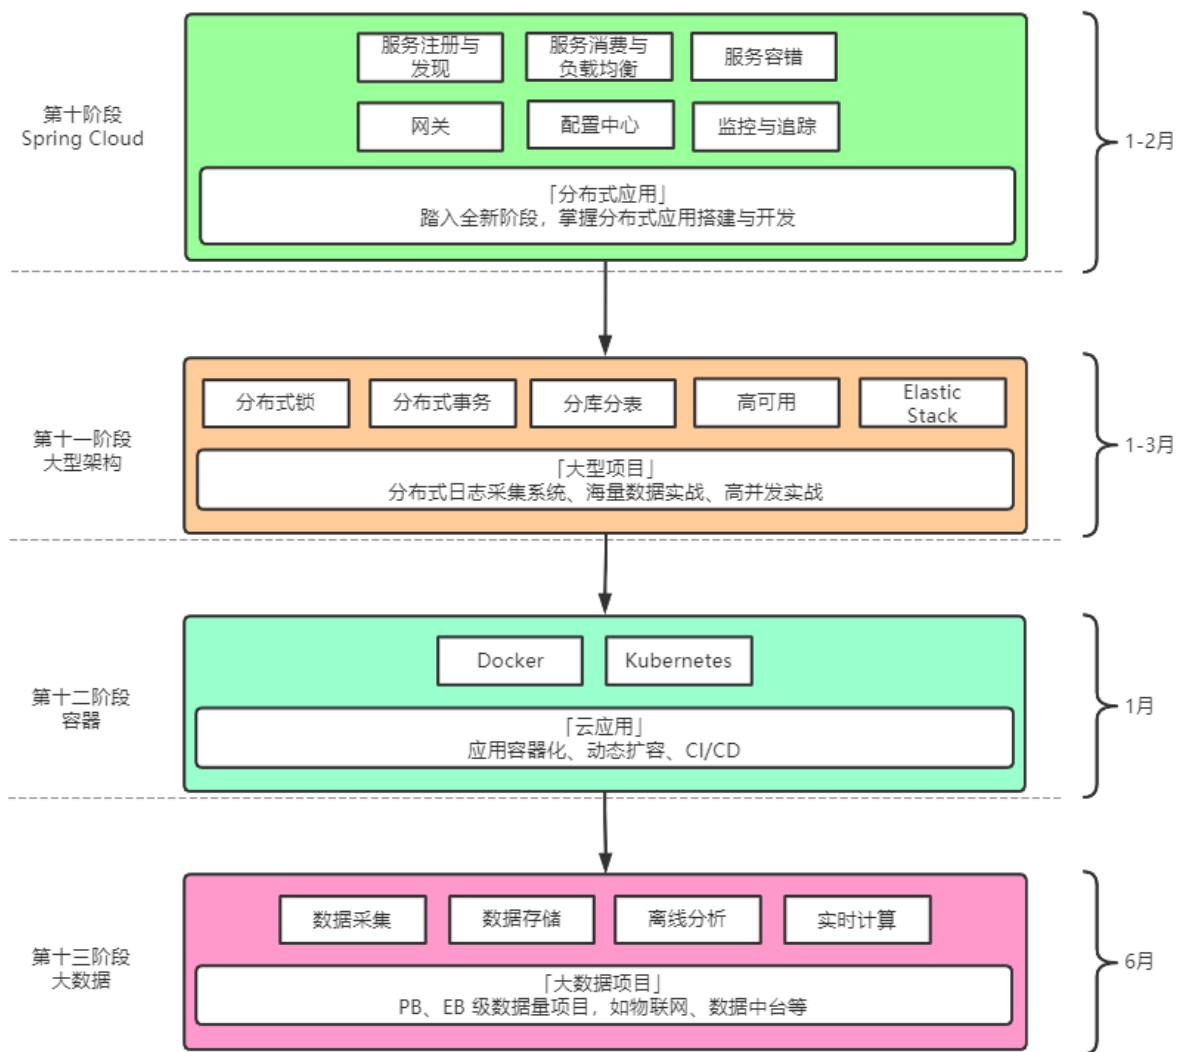 服务注册与
发现
服务消费与
负载均衡
服务容错
第十阶段
Spring Cloud
网关
配置中心
监控与追踪
1-2月
「分布式应用」
踏入全新阶段，掌握分布式应用搭建与开发
分布式锁
分布式事务
分库分表
高可用
Elastic
Stack
第十一阶段
大型架构
1-3月
「大型项目」
分布式日志采集系统、海量数据实战、高并发实战
Docker
Kubernetes
第十二阶段
容器
1月
「云应用」
应用容器化、动态扩容、CI/CD
数据采集
数据存储
离线分析
实时计算
第十三阶段
大数据
6月
「大数据项目」
PB、EB 级数据量项目，如物联网、数据中台等